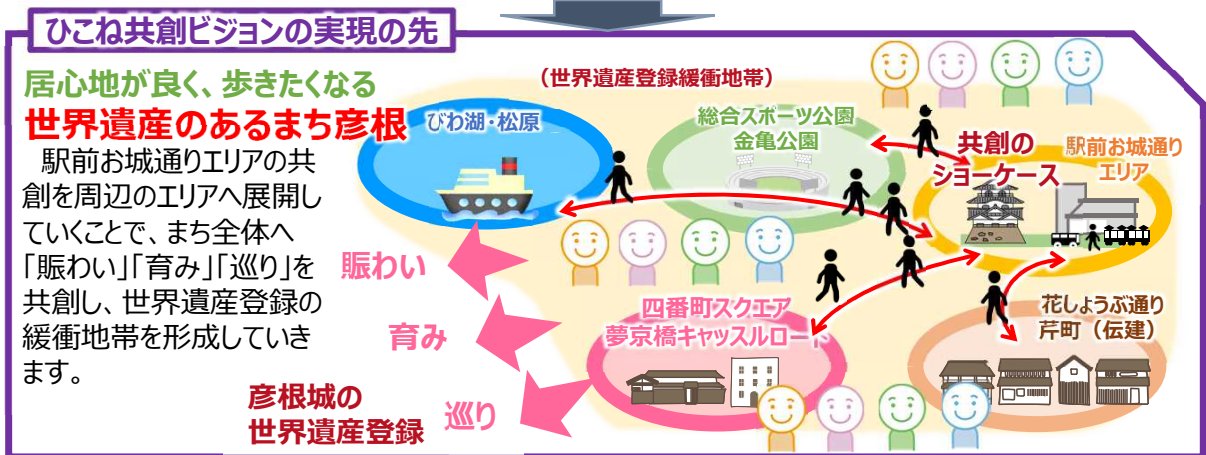 ひこね共創ビジョンの実現の先
居心地が良く、歩きたくなる
世界遺産のあるまち彦根
駅前お城通りエリアの共
創を周辺のエリアへ展開し
ていくことで、まち全体へ
「賑わい」「育み」「巡り」を
共創し、世界遺産登録の
緩衝地帯を形成していき
ます。
（世界遺産登録緩衝地帯）
びわ湖・松原
総合スポーツ公園
金亀公園
共創の
ショーケース
駅前お城通り
エリア
賑わい
育み
巡り
彦根城の
世界遺産登録
四番町スクエア
夢京橋キャッスルロード
花しょうぶ通り
芹町（伝建）